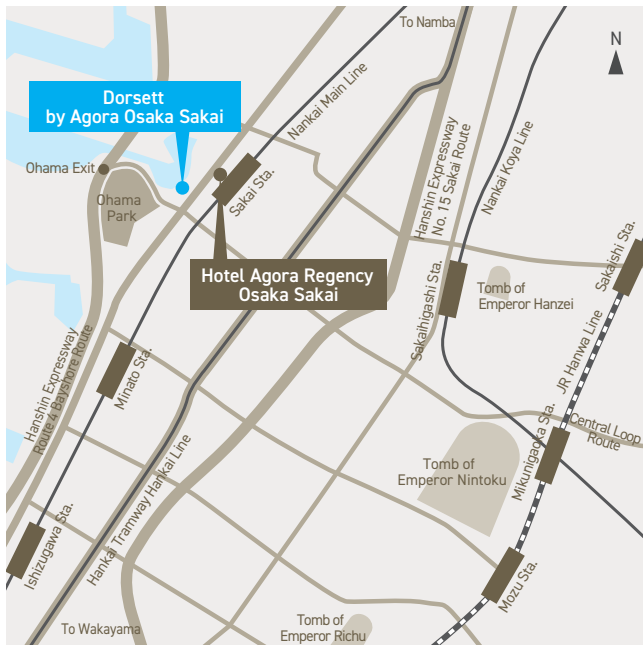 To Namba
N
Dorsett
by Agora Osaka Sakai
Nankai Main Line
Ohama Exit
Ohama
Park
Sakai Sta.
Hanshin Expressway
No. 15 Sakai Route
Nankai Koya Line
Hotel Agora Regency
Osaka Sakai
Sakaihigashi Sta.
Tomb of
Emperor Hanzei
Sakaishi Sta.
JR Hanwa Line
Hanshin Expressway
Route 4 Bayshore Route
Minato Sta.
Central Loop
Route
Mikunigaoka Sta.
Tomb of
Emperor Nintoku
Hankai Tramway Hankai Line
Ishizugawa Sta.
Mozu Sta.
To Wakayama
Tomb of
Emperor Richu